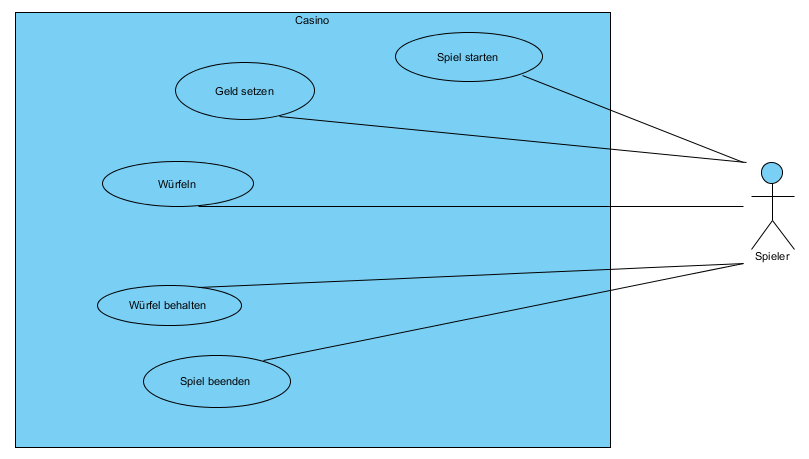 Casino
Spiel starten
Geld setzen
Würfeln
Spieler
Würfel behalten
Spiel beenden